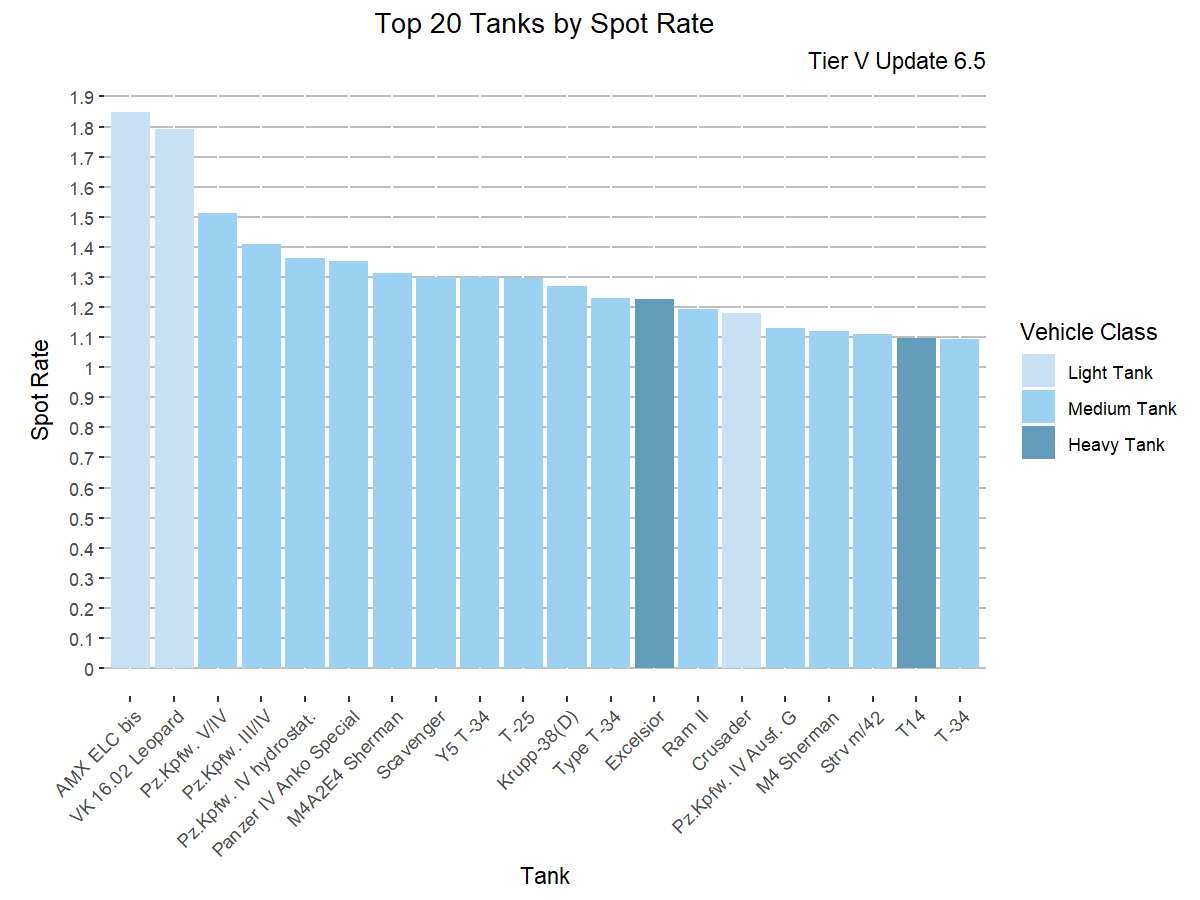 Top 20 Tanks by Spot Rate
Tier V Update 6.5
1.9
1.8
1.7
1.6
1.5
1.4
1.3
1.2
1.1
1
0.9
0.8
0.7
0.6
0.5
0.4
0.3
0.2
0.1
0
Spot Rate
AMX ELC bis
VK 16.02 Leopard
Pz.Kpfw. V/IV
Pz.Kpfw. III/IV
Pz.Kpfw. IV hydrostat.
Panzer IV Anko Special
M4A2E4 Sherman
Scavenger
Y5 T-34
T-25
Krupp-38(D)
Type T-34
Excelsior
Ram II
Crusader
Pz.Kpfw. IV Ausf. G
M4 Sherman
Strv m/42
T14
T-34
Tank
Vehicle Class
Light Tank
Medium Tank
Heavy Tank